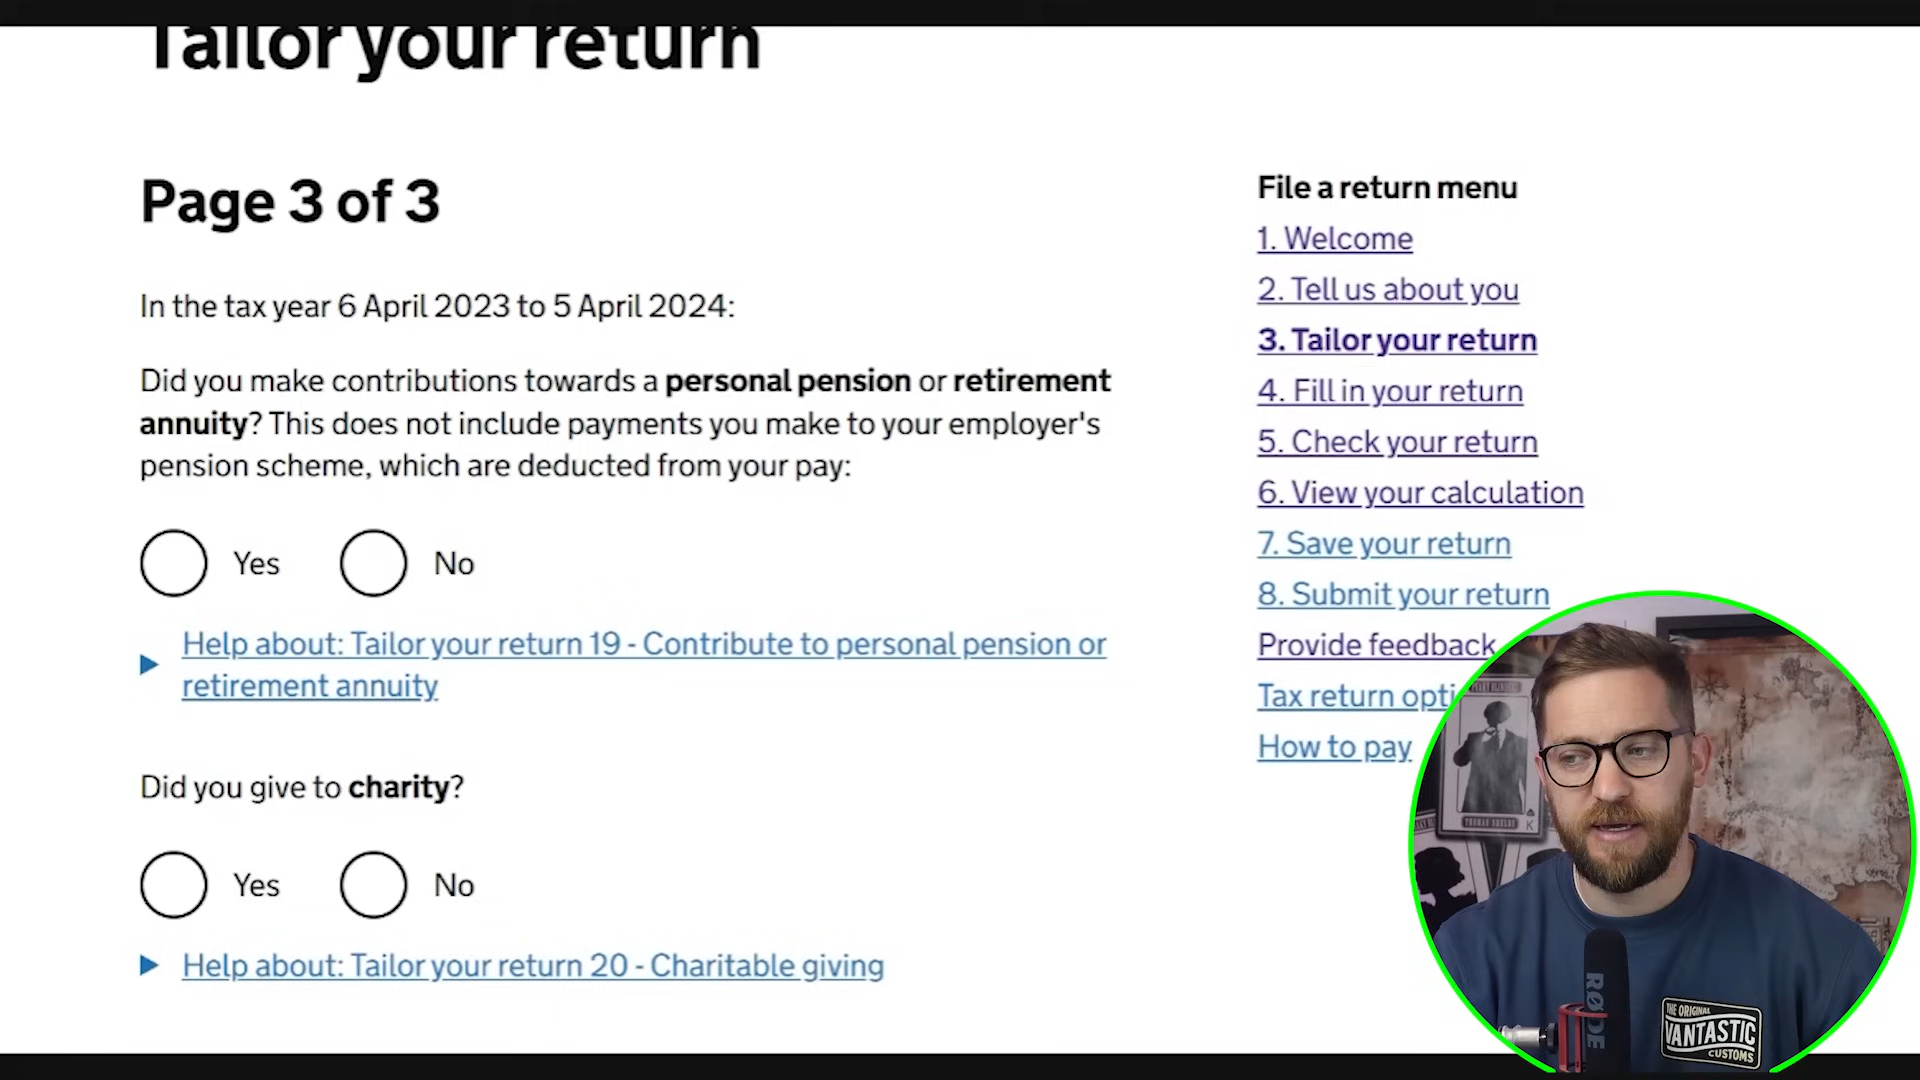 Tailor your return
Page 3 of 3
In the tax year 6 April 2023 to 5 April 2024:
Did you make contributions towards a personal pension or retirement
annuity? This does not include payments you make to your employer's
pension scheme, which are deducted from your pay:
Yes No
Help about: Tailor your return 19 - Contribute to personal pension or
retirement annuity
Did you give to charity?
Yes No
Help about: Tailor your return 20 - Charitable giving
File a return menu
1. Welcome
2. Tell us about you
3. Tailor your return
4. Fill in your return
5. Check your return
6. View your calculation
7. Save your return
8. Submit your return
Provide feedback
Tax return opti
How to pay
THOMAS SHELBY
K
RØDE
THE ORIGINAL
VANTASTIC
CUSTOMS